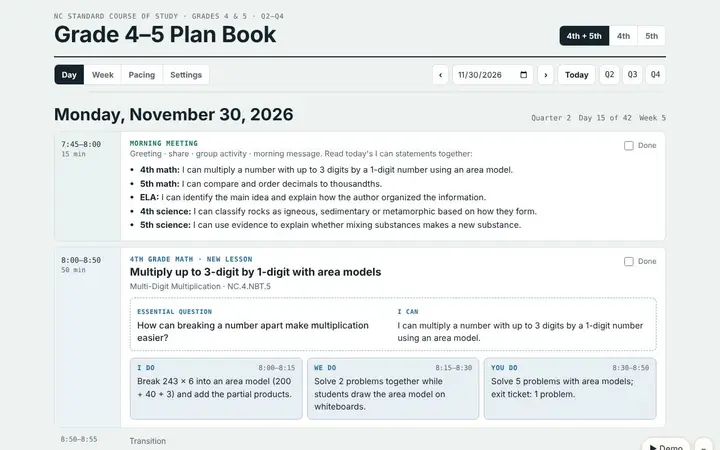 NC STANDARD COURSE OF STUDY · GRADES 4 & 5 · Q2–Q4
Grade 4–5 Plan Book
4th + 5th
4th
5th
Day
Week
Pacing
Settings
‹
11/30/2026
›
Today
Q2
Q3
Q4
Monday, November 30, 2026
Quarter 2 Day 15 of 42 Week 5
7:45–8:00
15 min
MORNING MEETING
Done
Greeting · share · group activity · morning message. Read today's I can statements together:
• 4th math: I can multiply a number with up to 3 digits by a 1-digit number using an area model.
• 5th math: I can compare and order decimals to thousandths.
• ELA: I can identify the main idea and explain how the author organized the information.
• 4th science: I can classify rocks as igneous, sedimentary or metamorphic based on how they form.
• 5th science: I can use evidence to explain whether mixing substances makes a new substance.
8:00–8:50
50 min
4TH GRADE MATH · NEW LESSON
Done
Multiply up to 3-digit by 1-digit with area models
Multi-Digit Multiplication · NC.4.NBT.5
ESSENTIAL QUESTION
How can breaking a number apart make multiplication
easier?
I CAN
I can multiply a number with up to 3 digits by a 1-digit number
using an area model.
I DO
8:00–8:15
Break 243 × 6 into an area model (200
+ 40 + 3) and add the partial products.
WE DO
8:15–8:30
Solve 2 problems together while
students draw the area model on
whiteboards.
YOU DO
8:30–8:50
Solve 5 problems with area models;
exit ticket: 1 problem.
8:50–8:55
Transition
▶ Demo